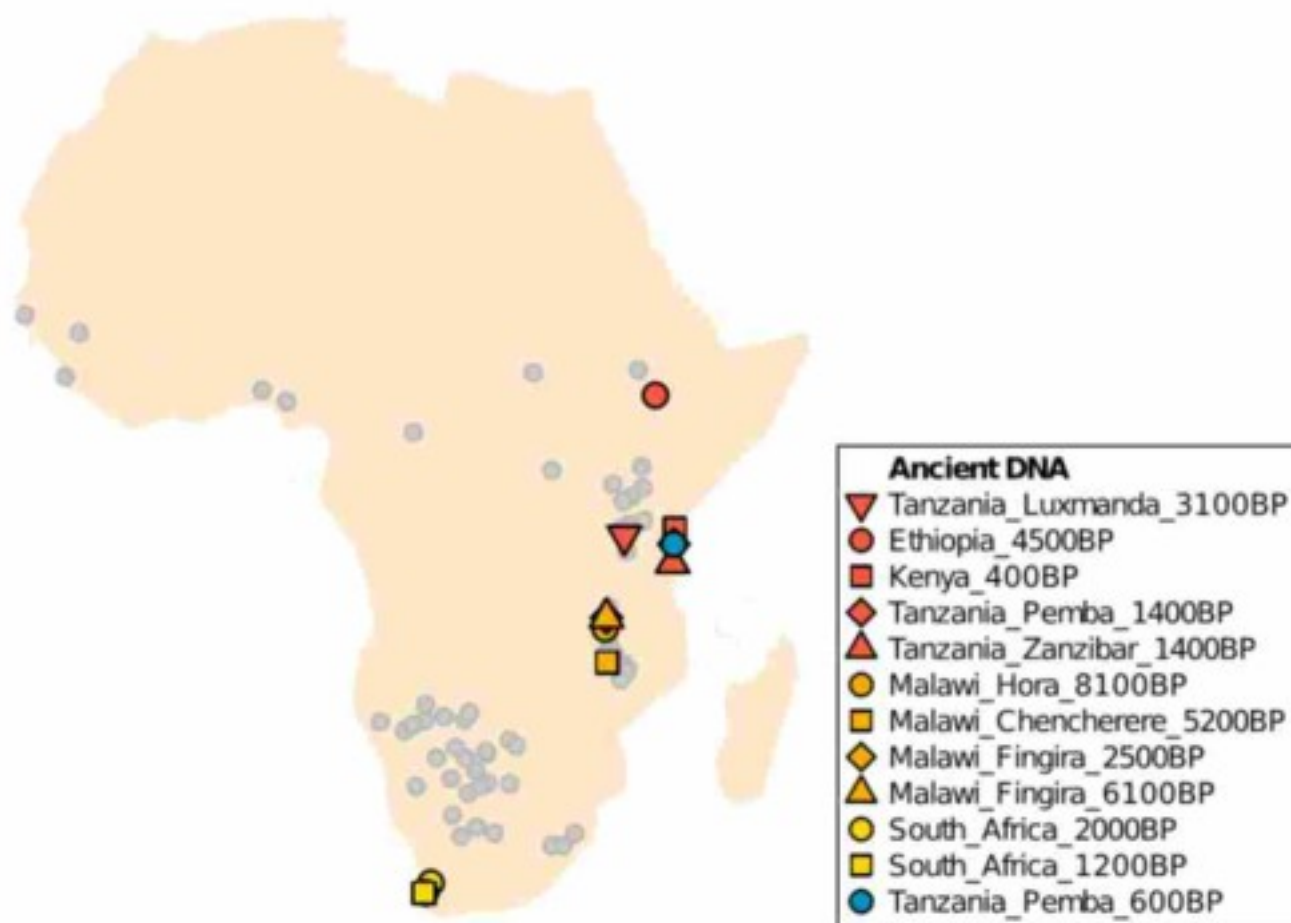 Ancient DNA
Tanzania_Luxmanda_3100BP
Ethiopia_4500BP
Kenya_400BP
Tanzania_Pemba_1400BP
Tanzania_Zanzibar_1400BP
Malawi_Hora_8100BP
Malawi_Chencherere_5200BP
Malawi_Fingira_2500BP
Malawi_Fingira_6100BP
South_Africa_2000BP
South_Africa_1200BP
Tanzania_Pemba_600BP